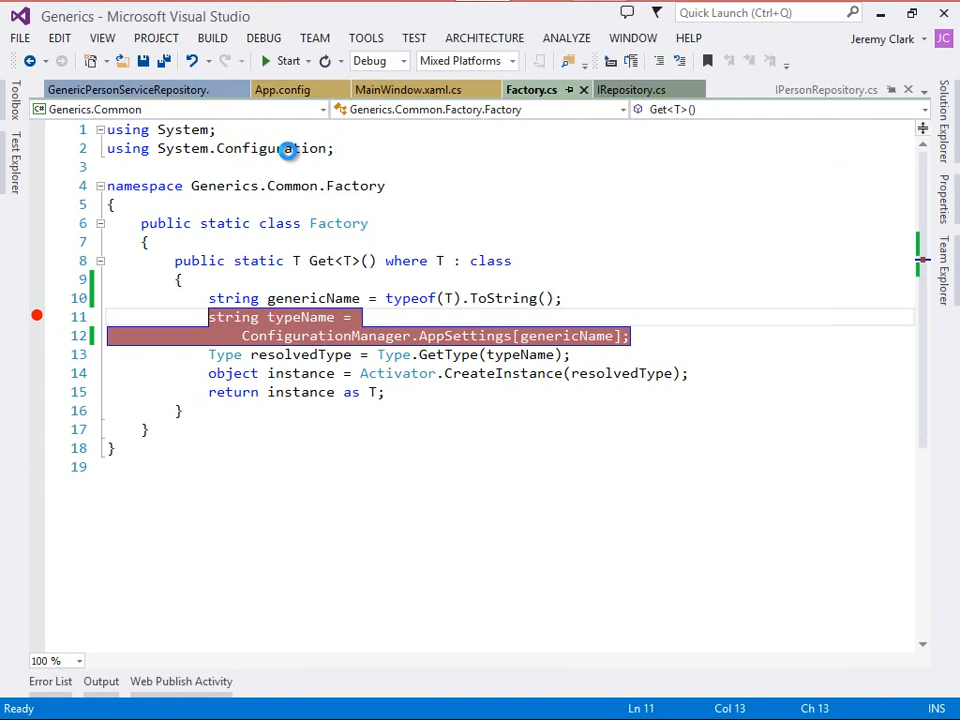 Generics - Microsoft Visual Studio
Quick Launch (Ctrl+Q)
FILE EDIT VIEW PROJECT BUILD DEBUG TEAM TOOLS TEST ARCHITECTURE ANALYZE WINDOW HELP
Jeremy Clark
JC
Start
Debug
Mixed Platforms
GenericPersonServiceRepository.
App.config
MainWindow.xaml.cs
Factory.cs
IRepository.cs
IPersonRepository.cs
Generics.Common
Generics.Common.Factory.Factory
Get<T>()
Toolbox
Test Explorer
Solution Explorer
Properties
Team Explorer
1 using System;
2 using System.Configuration;
3
4 namespace Generics.Common.Factory
5 {
6 public static class Factory
7 {
8 public static T Get<T>() where T : class
9 {
10 string genericName = typeof(T).ToString();
11 string typeName =
12 ConfigurationManager.AppSettings[genericName];
13 Type resolvedType = Type.GetType(typeName);
14 object instance = Activator.CreateInstance(resolvedType);
15 return instance as T;
16 }
17 }
18 }
19
100 %
Error List Output Web Publish Activity
Ready
Ln 11
Col 13
Ch 13
INS